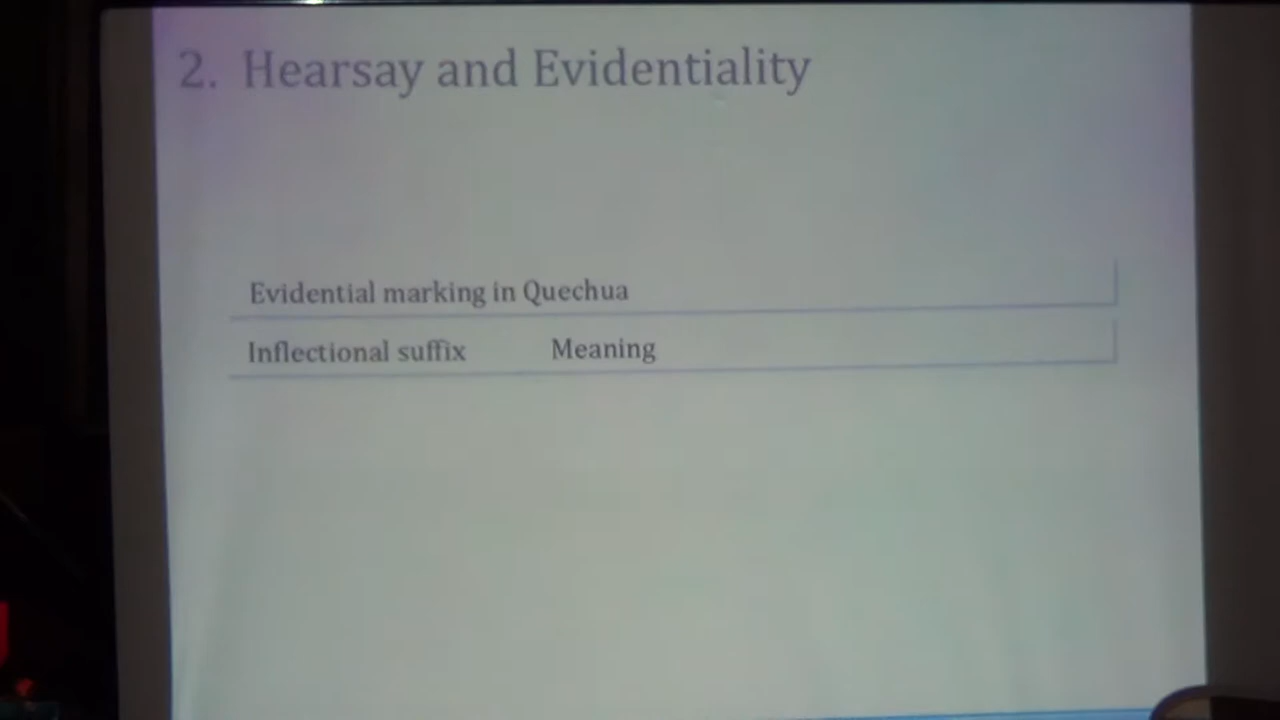 2. Hearsay and Evidentiality
Evidential marking in Quechua
Inflectional suffix Meaning